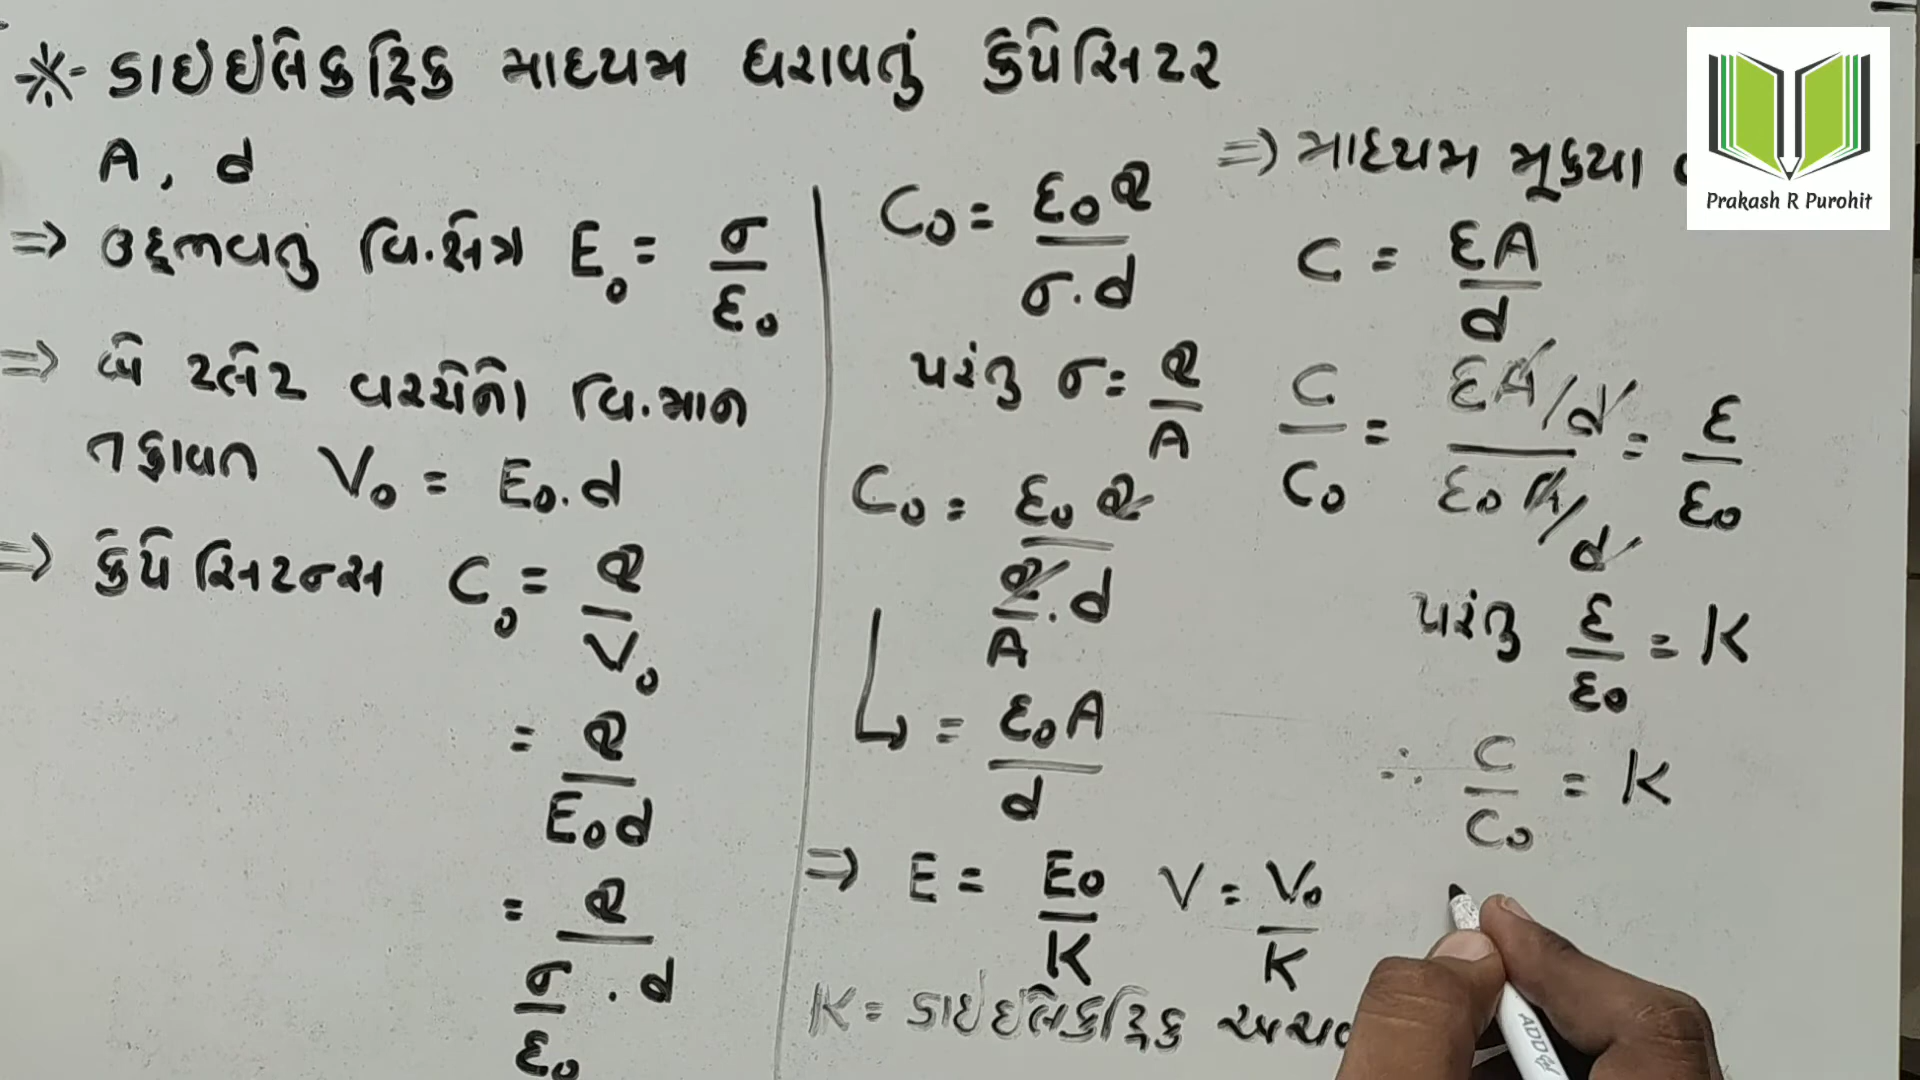 * ડાઇઇલેક્ટ્રિક માધ્યમ ધરાવતું કેપેસિટર
A, d
⇒ ઉદ્દભવતું વિ.ક્ષેત્ર E₀ = σ/ε₀
⇒ બે પ્લેટ વચ્ચેનો વિ.માન
તફાવત V₀ = E₀.d
⇒ કેપેસિટન્સ C₀ = Q/V₀
= Q/E₀d
= Q/(σ/ε₀ . d)
C₀ = ε₀Q/σ.d
પરંતુ σ = Q/A
C₀ = ε₀Q/(Q/A . d)
= ε₀A/d
⇒ E = E₀/K V = V₀/K
K = ડાઇઇલેક્ટ્રિક
⇒ માધ્યમ મૂક્યા
C = εA/d
C/C₀ = (εA/d)/(ε₀A/d) = ε/ε₀
પરંતુ ε/ε₀ = K
∴ C/C₀ = K
Prakash R Purohit